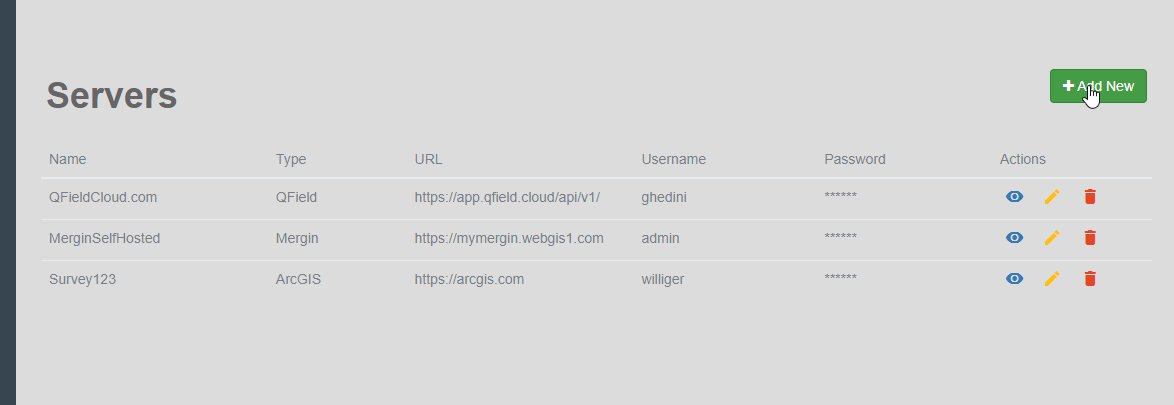 Servers
Add New
Name Type URL Username Password Actions
QFieldCloud.com QField https://app.qfield.cloud/api/v1/ ghedini ******
MerginSelfHosted Mergin https://mymergin.webgis1.com admin ******
Survey123 ArcGIS https://arcgis.com williger ******